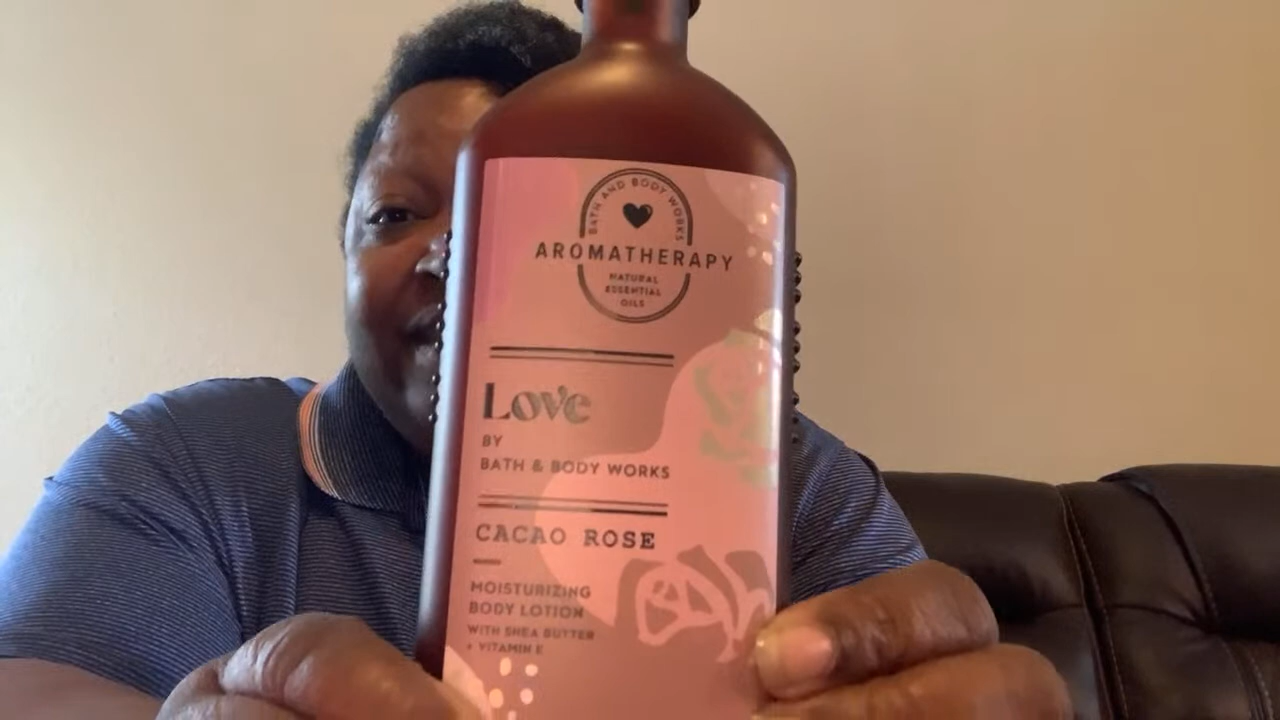 BATH AND BODY WORKS
AROMATHERAPY
NATURAL
ESSENTIAL
OILS
Love
BY
BATH & BODY WORKS
CACAO ROSE
MOISTURIZING
BODY LOTION
WITH SHEA BUTTER
+ VITAMIN E